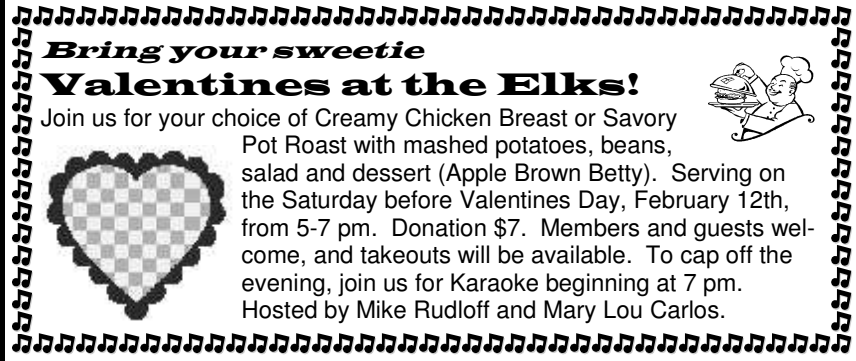 Bring your sweetie
Valentines at the Elks!
Join us for your choice of Creamy Chicken Breast or Savory
Pot Roast with mashed potatoes, beans,
salad and dessert (Apple Brown Betty).  Serving on
the Saturday before Valentines Day, February 12th,
from 5-7 pm.  Donation $7.  Members and guests wel-
come, and takeouts will be available.  To cap off the
evening, join us for Karaoke beginning at 7 pm.
Hosted by Mike Rudloff and Mary Lou Carlos.